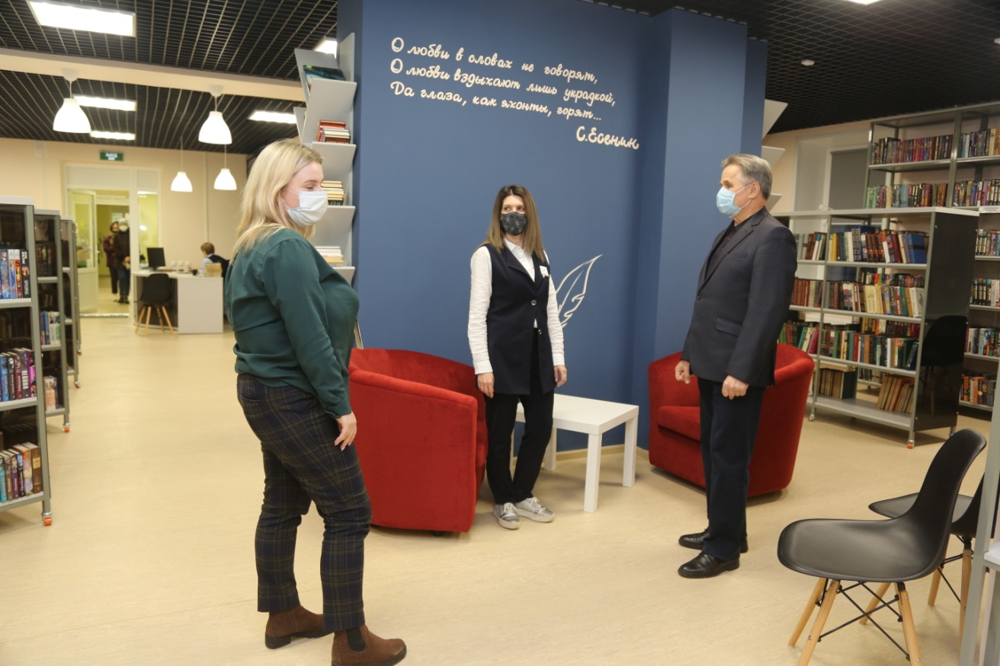 О любви в словах не говорят,
О любви вздыхают лишь украдкой,
Да глаза, как яхонты, горят...
С.Есенин